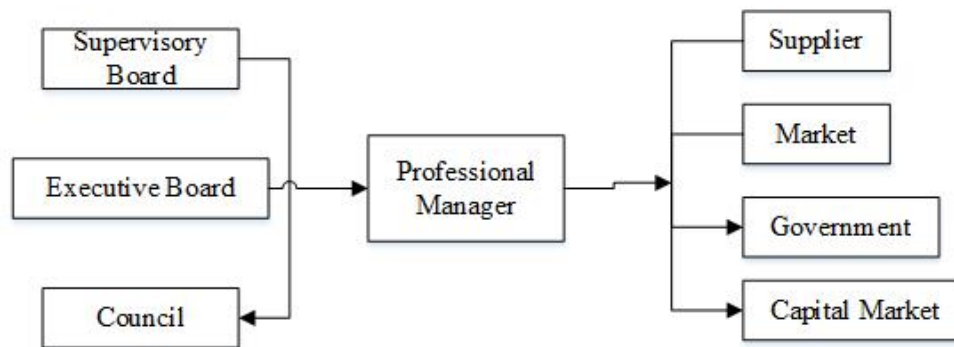 Supervisory
Board
Executive Board
Council
Professional
Manager
Supplier
Market
Government
Capital Market